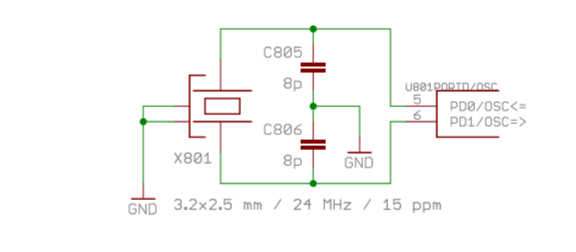 C805
8p
U801PORTD/OSC
5
PD0/OSC<=
6
PD1/OSC=>
C806
8p
GND
X801
GND
3.2x2.5 mm / 24 MHz / 15 ppm